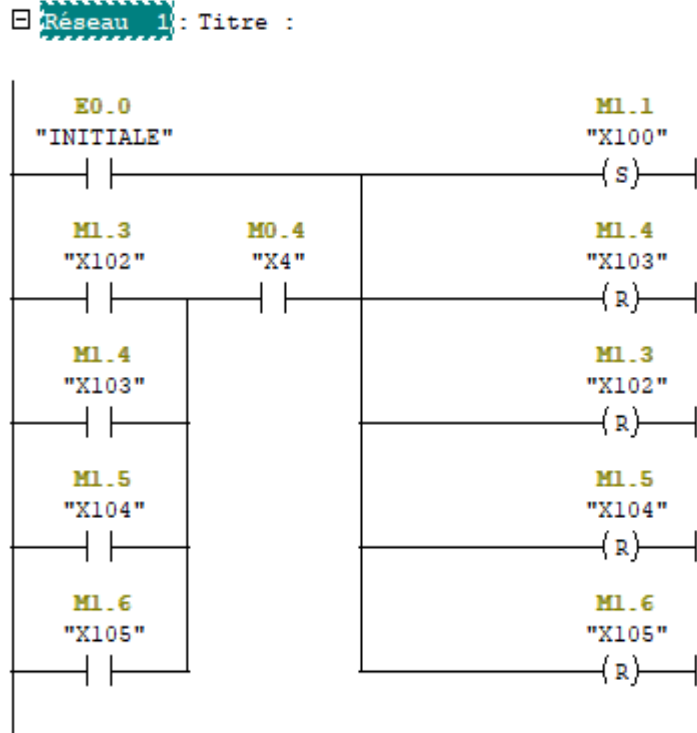 Réseau 1 : Titre :
E0.0 M1.1
"INITIALE" "X100"
S
M1.3 M0.4 M1.4
"X102" "X4" "X103"
R
M1.4 M1.3
"X103" "X102"
R
M1.5 M1.5
"X104" "X104"
R
M1.6 M1.6
"X105" "X105"
R